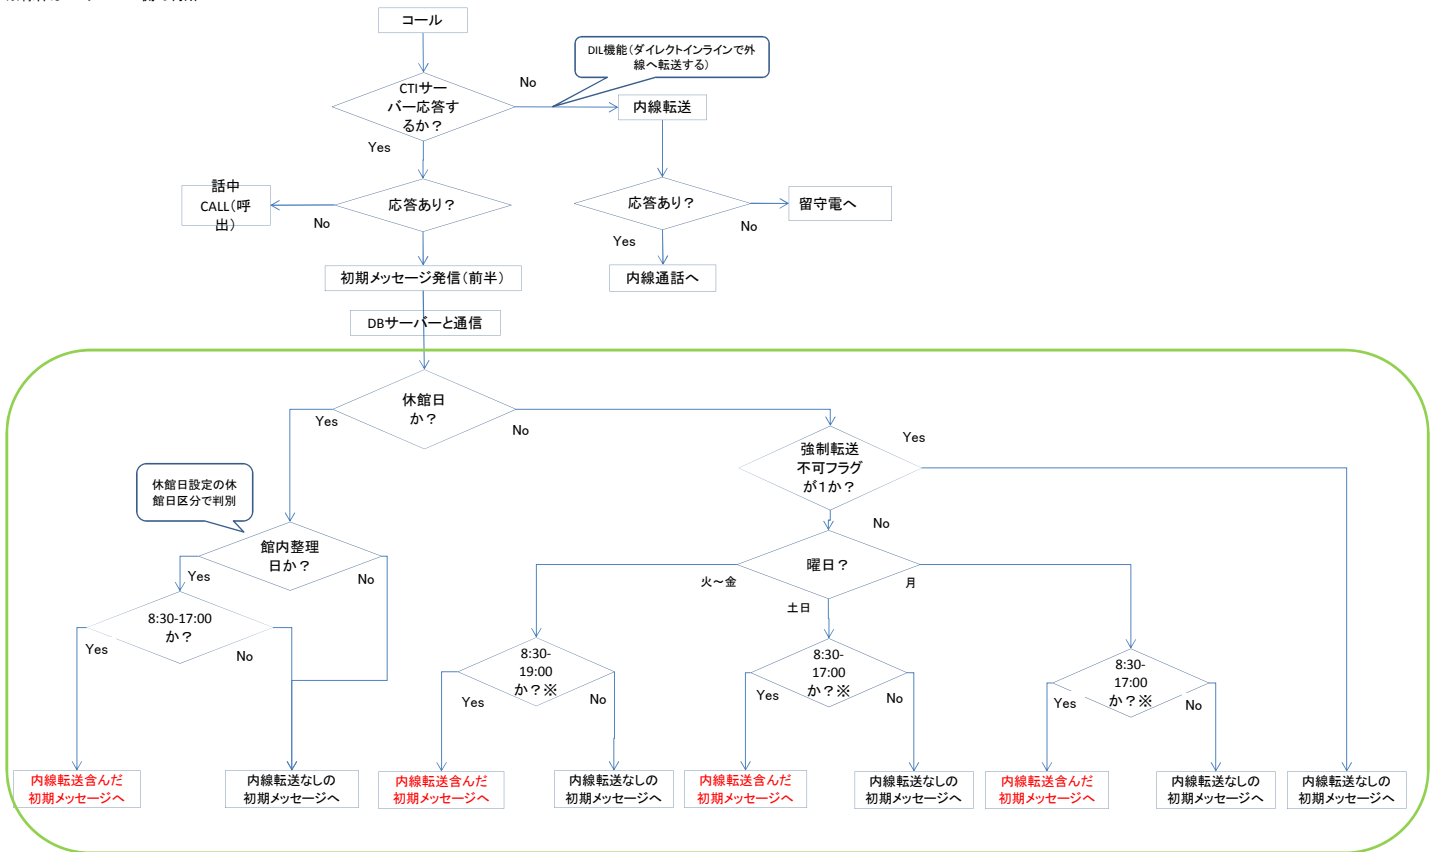 コール
DIL機能(ダイレクトインラインで外
線へ転送する)
No
CTIサー
バー応答す
るか?
内線転送
Yes
話中
CALL(呼
出)
応答あり?
応答あり?
留守電へ
No
No
Yes
初期メッセージ発信(前半)
内線通話へ
DBサーバーと通信
休館日
か?
Yes
No
強制転送
不可フラグ
が1か?
Yes
休館日設定の休
館日区分で判別
No
館内整理
日か?
曜日?
Yes
No
火~金
土日
月
8:30-17:00
か?
Yes
No
8:30-
19:00
か?※
Yes
No
8:30-
17:00
か?※
Yes
No
8:30-
17:00
か?※
Yes
No
内線転送含んだ
初期メッセージへ
内線転送なしの
初期メッセージへ
内線転送含んだ
初期メッセージへ
内線転送なしの
初期メッセージへ
内線転送含んだ
初期メッセージへ
内線転送なしの
初期メッセージへ
内線転送含んだ
初期メッセージへ
内線転送なしの
初期メッセージへ
内線転送なしの
初期メッセージへ